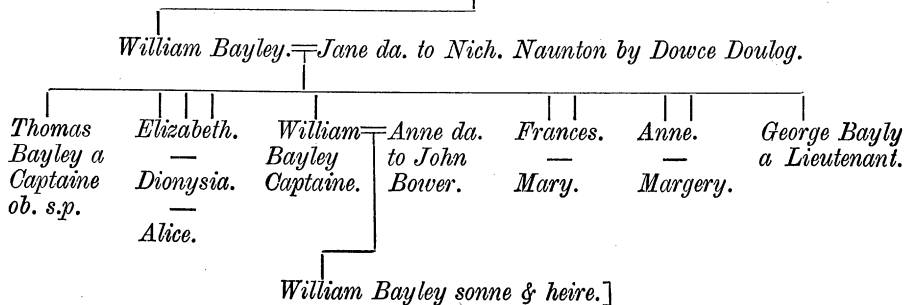 William Bayley.=Jane da. to Nich. Naunton by Dowce Doulog.
Thomas Bayley a Captaine ob. s.p.
Elizabeth.
—
Dionysia.
—
Alice.
William Bayley Captaine.=Anne da. to John Bower.
Frances.
—
Mary.
Anne.
—
Margery.
George Bayly a Lieutenant.
William Bayley sonne & heire.]